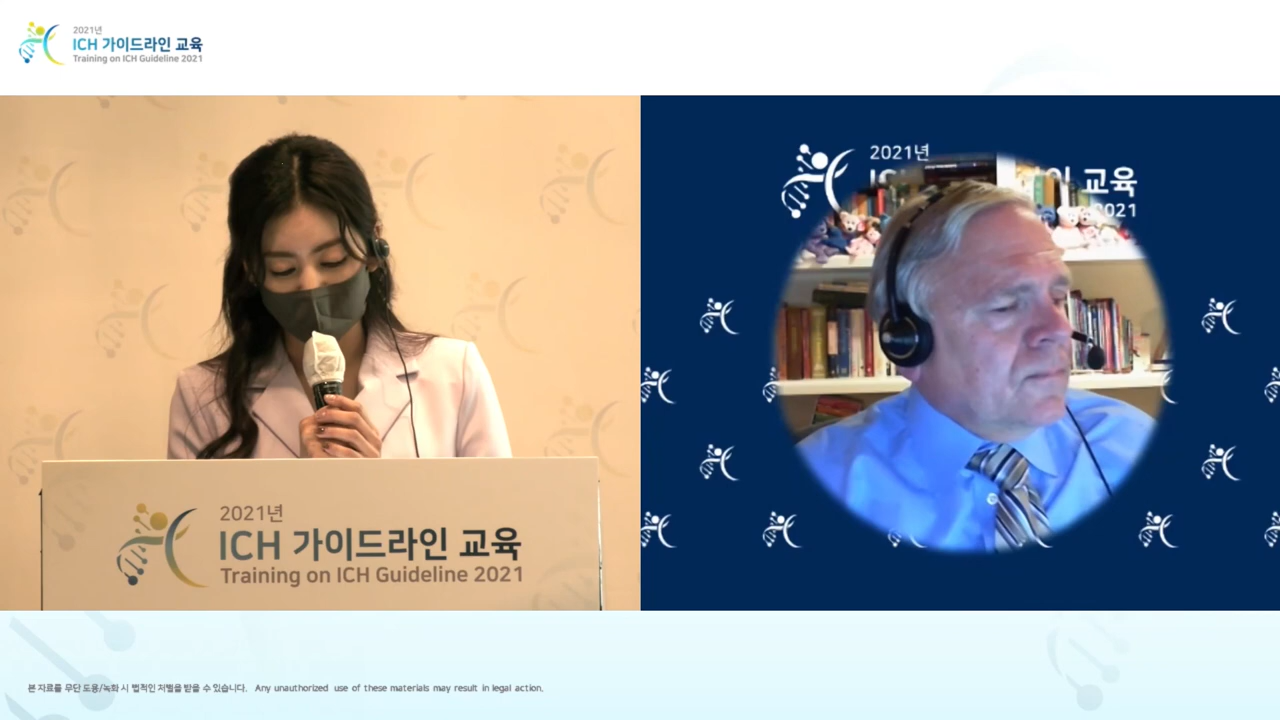 2021년
ICH 가이드라인 교육
Training on ICH Guideline 2021
2021년
교육
2021
2021년
ICH 가이드라인 교육
Training on ICH Guideline 2021
본 자료를 무단 도용/녹화 시 법적인 처벌을 받을 수 있습니다. Any unauthorized use of these materials may result in legal action.